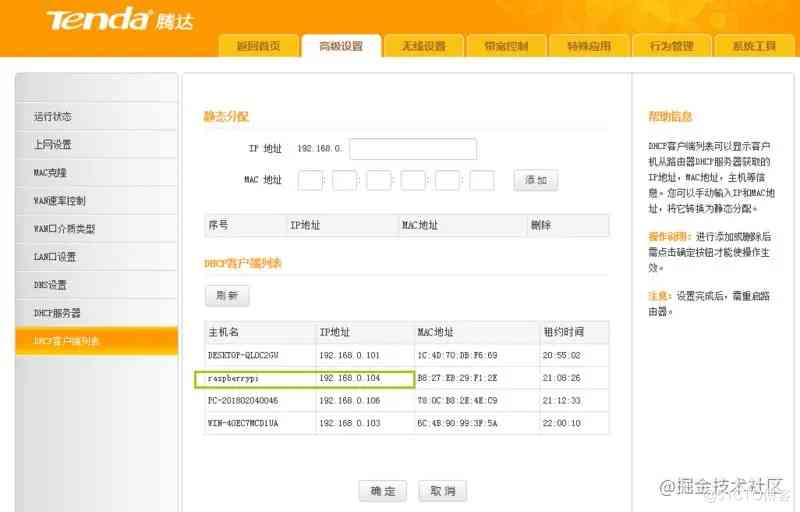 Tenda 腾达
返回首页 高级设置 无线设置 带宽控制 特殊应用 行为管理 系统工具
运行状态
上网设置
MAC克隆
WAN速率控制
WAN口介质类型
LAN口设置
DNS设置
DHCP服务器
DHCP客户端列表
静态分配
IP 地址 192.168.0.
MAC 地址 : : : : : 添加
序号 IP地址 MAC地址 删除
DHCP客户端列表
刷新
主机名 IP地址 MAC地址 租约时间
DESKTOP-QLOC2GU 192.168.0.101 1C:4D:70:DB:F6:69 20:55:02
raspberrypi 192.168.0.104 B8:27:EB:29:F1:2E 21:08:26
PC-201802040046 192.168.0.106 78:0C:B8:2E:4E:C9 21:12:33
WIN-40EC7MCD1UA 192.168.0.103 6C:4B:90:99:3F:5A 22:00:10
确定 取消
帮助信息
DHCP客户端列表可以显示客户
机从路由器DHCP服务器获取的
IP地址，MAC地址，主机等信
息。您可以手动输入IP和MAC地
址，将它转换为静态分配。
操作说明：进行添加或删除后
需点击确定按钮才能使操作生
效。
注意：设置完成后，需重启路
由器。
@掘金技术社区
@51CTO博客